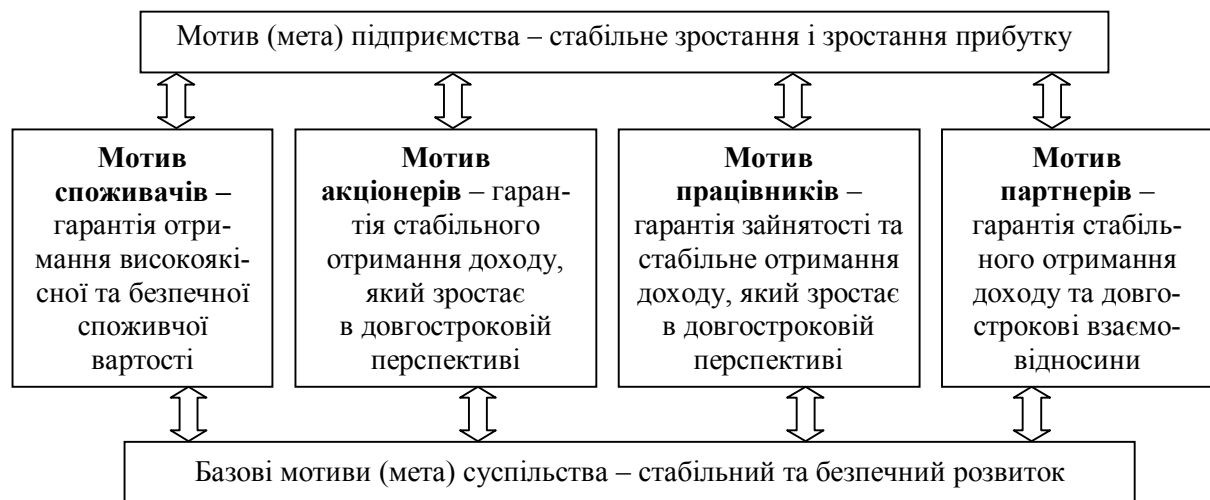 Мотив (мета) підприємства – стабільне зростання і зростання прибутку
Мотив
споживачів –
гарантія отри-
мання високоякі-
сної та безпечної
споживчої
вартості
Мотив
акціонерів – гаран-
тія стабільного
отримання доходу,
який зростає
в довгостроковій
перспективі
Мотив
працівників –
гарантія зайнятості та
стабільне отримання
доходу, який зростає
в довгостроковій
перспективі
Мотив
партнерів –
гарантія стабіль-
ного отримання
доходу та довго-
строкові взаємо-
відносини
Базові мотиви (мета) суспільства – стабільний та безпечний розвиток